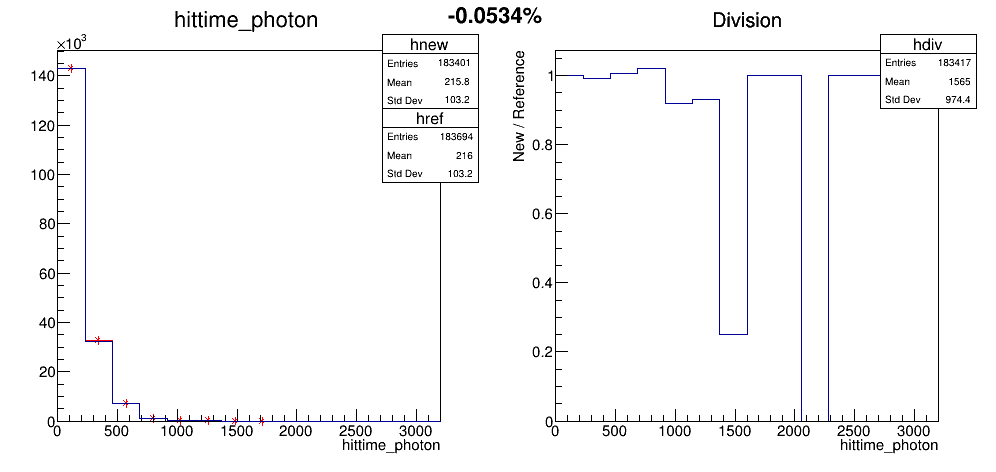 -0.0534%
hittime_photon
×10³
hnew
Entries 183401
Mean 215.8
Std Dev 103.2
href
Entries 183694
Mean 216
Std Dev 103.2
140
120
100
80
60
40
20
0
0 500 1000 1500 2000 2500 3000
hittime_photon
Division
hdiv
Entries 183417
Mean 1565
Std Dev 974.4
New / Reference
1
0.8
0.6
0.4
0.2
0
0 500 1000 1500 2000 2500 3000
hittime_photon